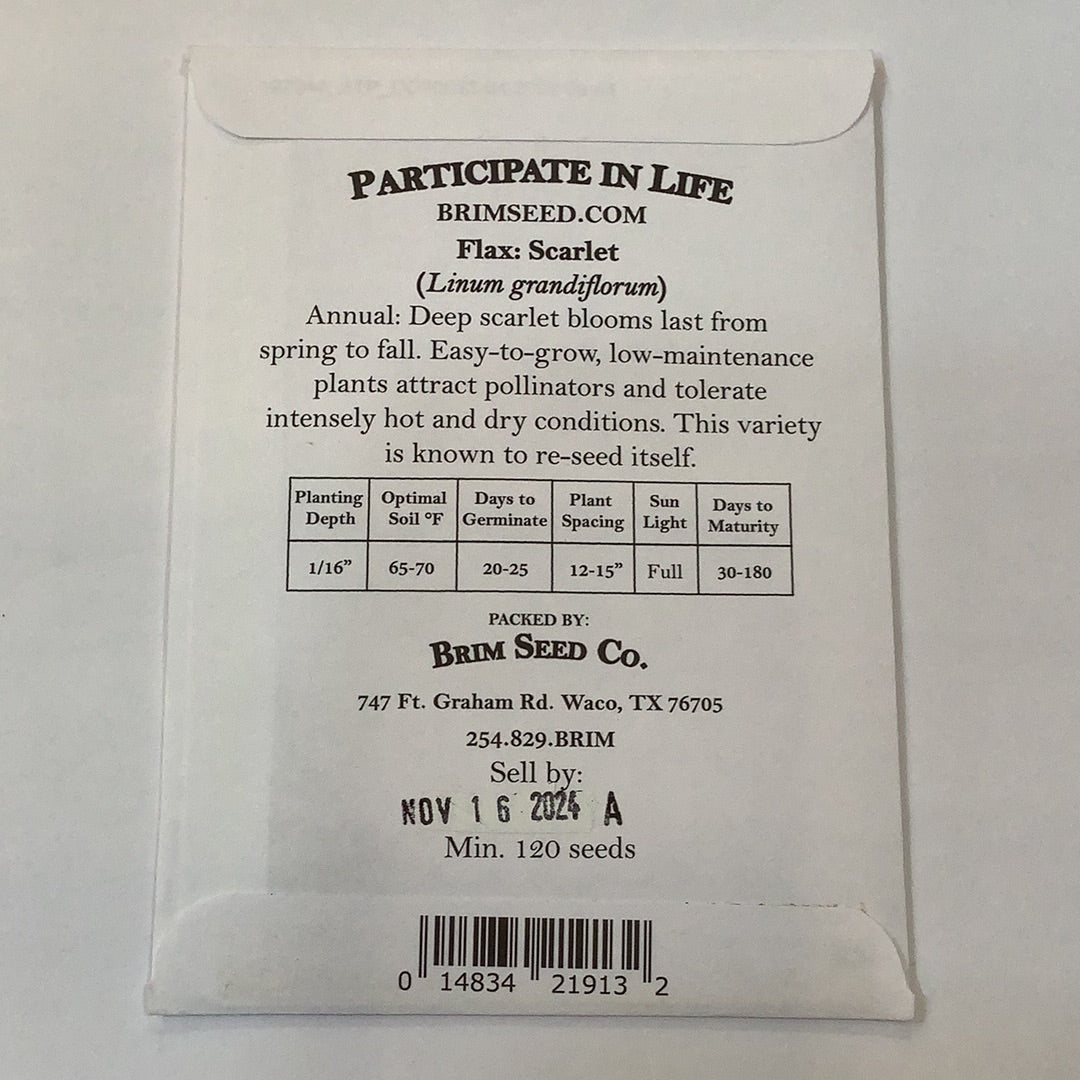 PARTICIPATE IN LIFE
BRIMSEED.COM
Flax: Scarlet
(Linum grandiflorum)
Annual: Deep scarlet blooms last from
spring to fall. Easy-to-grow, low-maintenance
plants attract pollinators and tolerate
intensely hot and dry conditions. This variety
is known to re-seed itself.
Planting Depth Optimal Soil °F Days to Germinate Plant Spacing Sun Light Days to Maturity
1/16” 65-70 20-25 12-15” Full 30-180
PACKED BY:
BRIM SEED CO.
747 Ft. Graham Rd. Waco, TX 76705
254.829.BRIM
Sell by:
NOV 16 2024 A
Min. 120 seeds
0 14834 21913 2